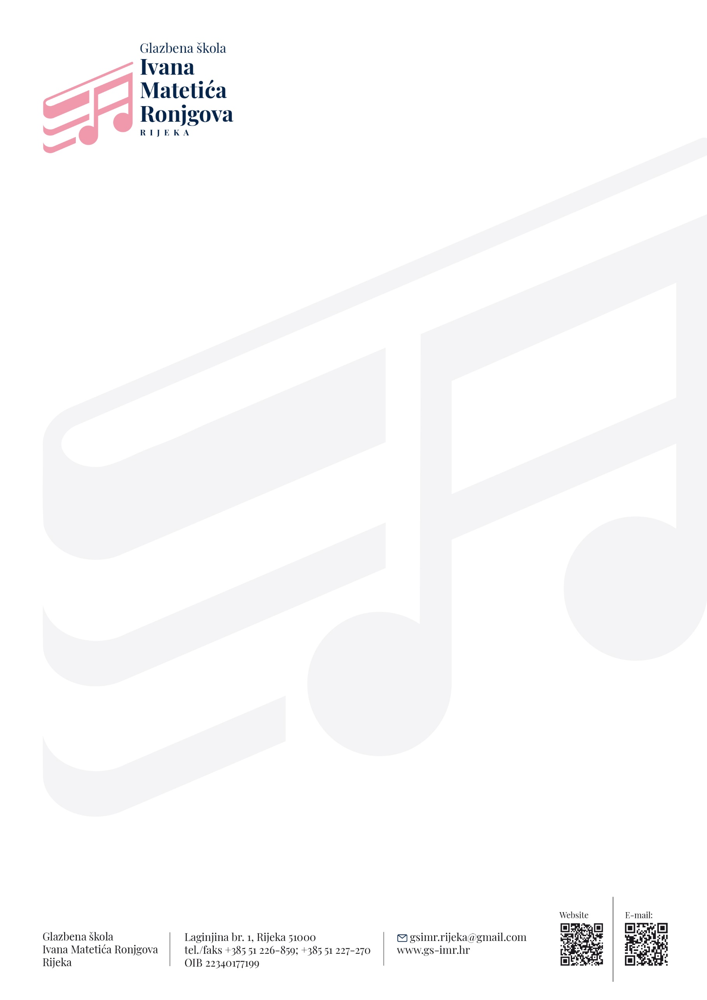 Glazbena škola
Ivana
Matetića
Ronjgova
RIJEKA
Glazbena škola
Ivana Matetića Ronjgova
Rijeka
Laginjina br. 1, Rijeka 51000
tel./faks +385 51 226-859; +385 51 227-270
OIB 22340177199
gsimr.rijeka@gmail.com
www.gs-imr.hr
Website
E-mail: